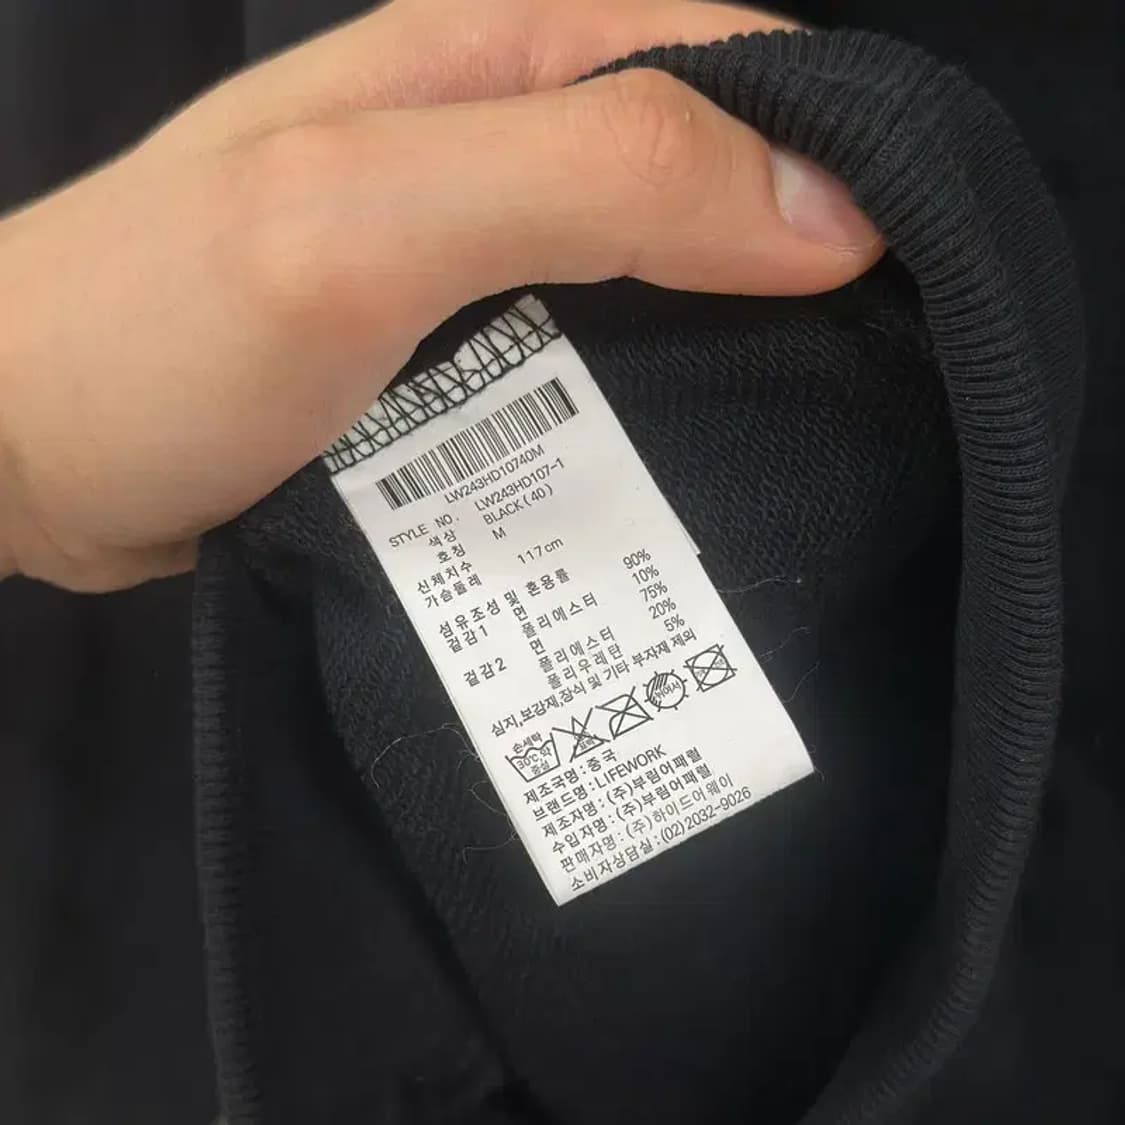 LW243HD10740M
STYLE NO. LW243HD107-1
색상 BLACK(40)
호칭 M
신체치수
가슴둘레 117cm
섬유조성 및 혼용률
겉감1 면 90%
폴리에스터 10%
겉감2 면 75%
폴리에스터 20%
폴리우레탄 5%
심지,보강재,장식 및 기타 부자재 제외
손세탁
30℃ 약
중성
표백
뉘어서
제조국명:중국
브랜드명:LIFEWORK
제조자명:(주)부림어패럴
수입자명:(주)부림어패럴
판매자명:(주)하이드어웨이
소비자상담실:(02)2032-9026